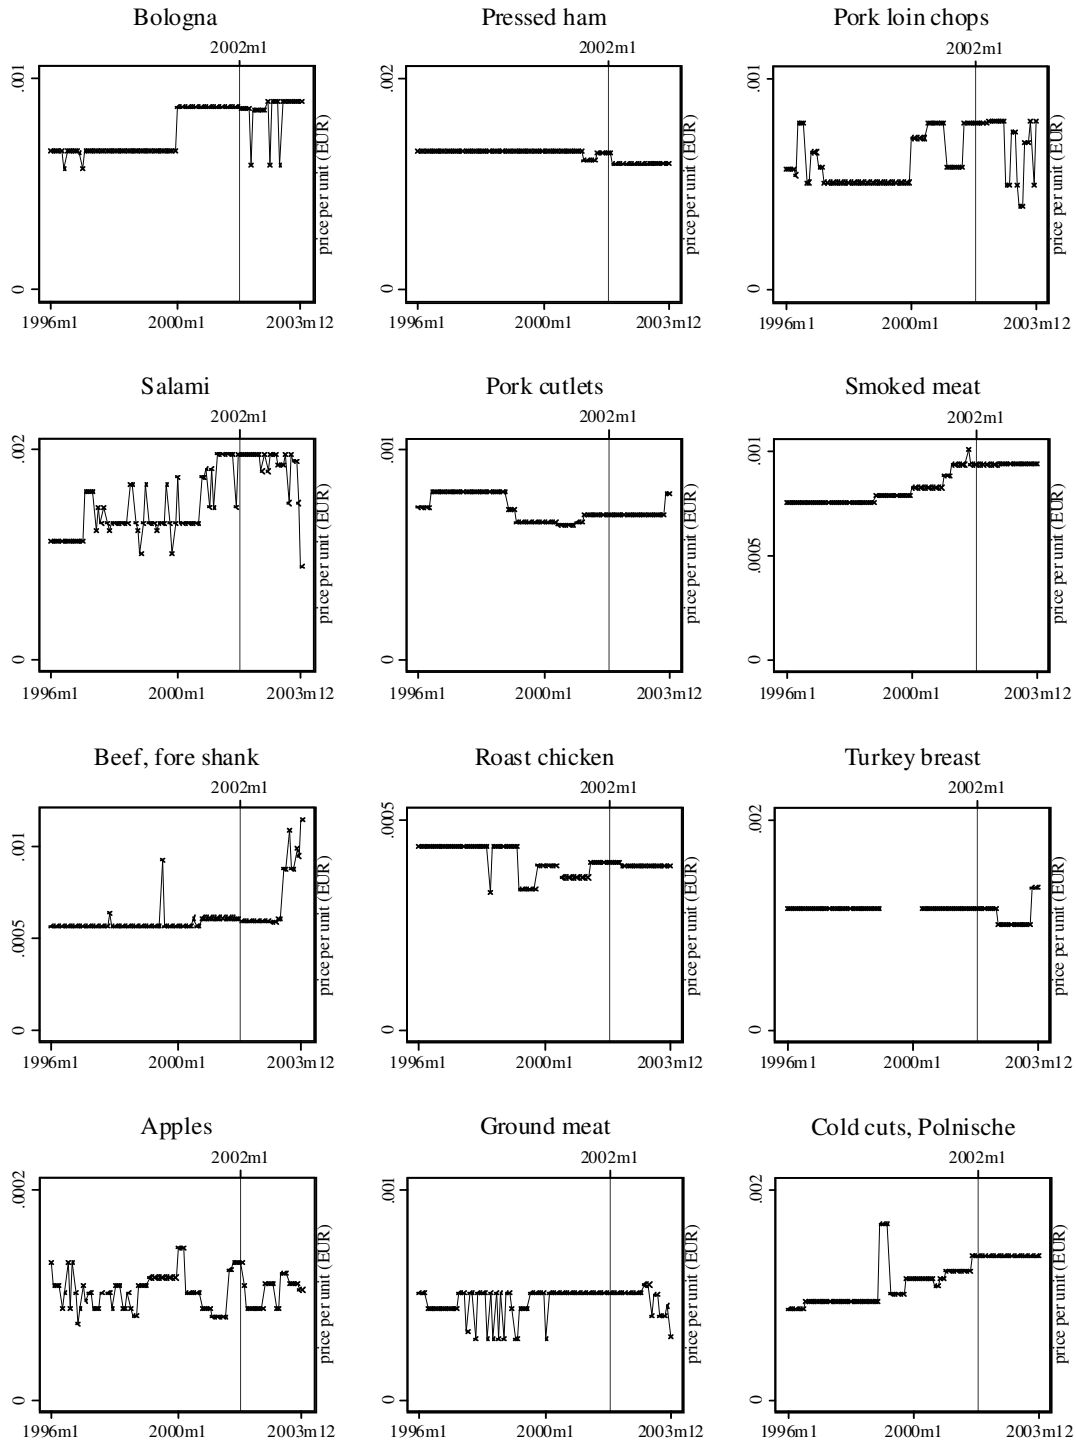 Bologna
Pressed ham
Pork loin chops
2002m1
2002m1
2002m1
.001
.002
.001
price per unit (EUR)
price per unit (EUR)
price per unit (EUR)
0
0
0
1996m1 2000m1 2003m12
1996m1 2000m1 2003m12
1996m1 2000m1 2003m12
Salami
Pork cutlets
Smoked meat
2002m1
2002m1
2002m1
.002
.001
.001
.0005
price per unit (EUR)
price per unit (EUR)
price per unit (EUR)
0
0
0
1996m1 2000m1 2003m12
1996m1 2000m1 2003m12
1996m1 2000m1 2003m12
Beef, fore shank
Roast chicken
Turkey breast
2002m1
2002m1
2002m1
.001
.0005
.0005
.002
price per unit (EUR)
price per unit (EUR)
price per unit (EUR)
0
0
0
1996m1 2000m1 2003m12
1996m1 2000m1 2003m12
1996m1 2000m1 2003m12
Apples
Ground meat
Cold cuts, Polnische
2002m1
2002m1
2002m1
.0002
.001
.002
price per unit (EUR)
price per unit (EUR)
price per unit (EUR)
0
0
0
1996m1 2000m1 2003m12
1996m1 2000m1 2003m12
1996m1 2000m1 2003m12